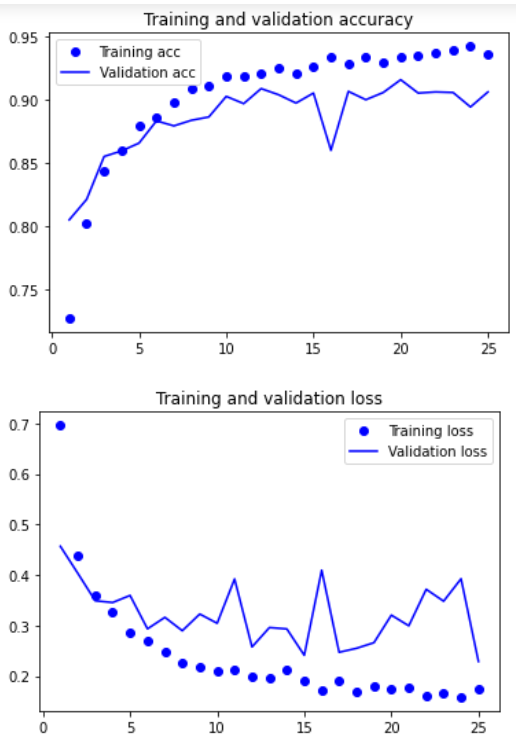 Training and validation accuracy
0.95
Training acc
Validation acc
0.90
0.85
0.80
0.75
0 5 10 15 20 25
Training and validation loss
0.7
Training loss
Validation loss
0.6
0.5
0.4
0.3
0.2
0 5 10 15 20 25